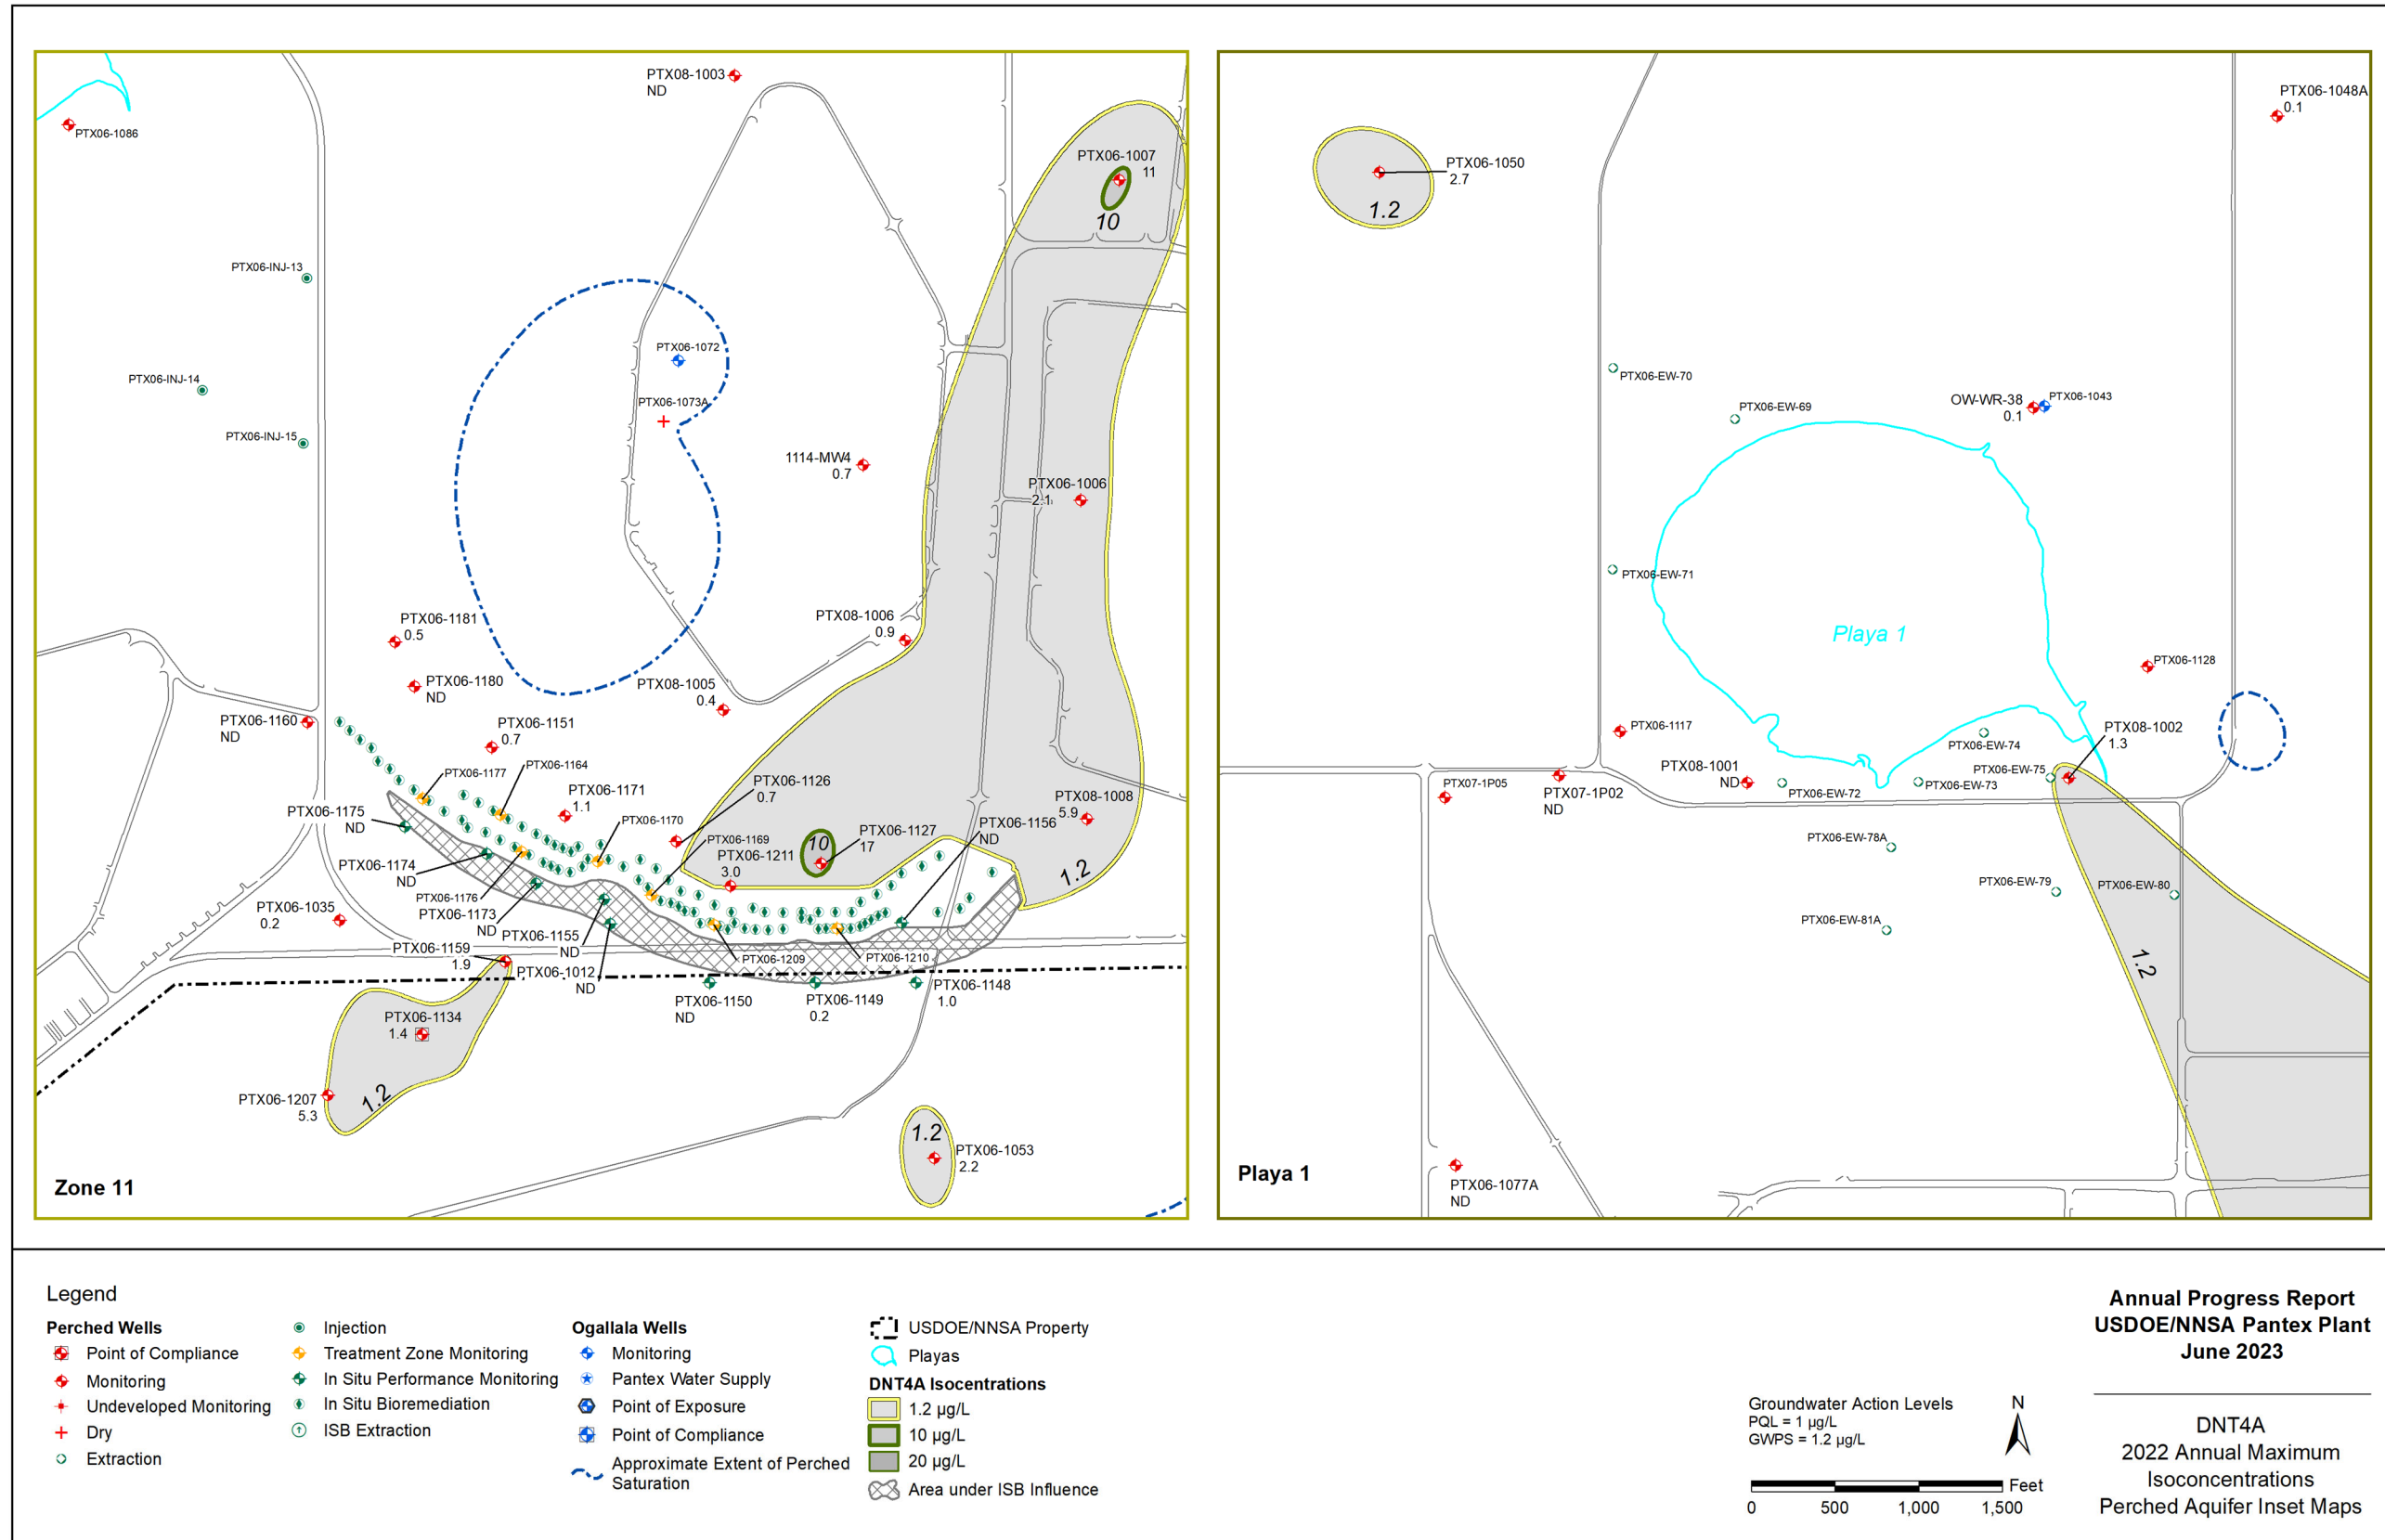 PTX08-1003
ND
PTX06-1086
PTX06-1007
11
10
PTX06-INJ-13
PTX06-INJ-14
PTX06-INJ-15
PTX06-1072
PTX06-1073A
1114-MW4
0.7
PTX06-1006
2.1
PTX06-1181
0.5
PTX06-1180
ND
PTX08-1006
0.9
PTX08-1005
0.4
PTX06-1160
ND
PTX06-1151
0.7
PTX06-1177
PTX06-1164
PTX06-1171
1.1
PTX06-1126
0.7
PTX06-1175
ND
PTX06-1170
PTX06-1169
PTX06-1211
3.0
10
PTX06-1127
17
PTX06-1156
ND
PTX08-1008
5.9
1.2
PTX06-1174
ND
PTX06-1176
PTX06-1173
ND
PTX06-1035
0.2
PTX06-1155
ND
PTX06-1159
1.9
PTX06-1012
ND
PTX06-1209
PTX06-1210
PTX06-1150
ND
PTX06-1149
0.2
PTX06-1148
1.0
PTX06-1134
1.4
PTX06-1207
5.3
1.2
1.2
PTX06-1053
2.2
Zone 11
PTX06-1048A
0.1
PTX06-1050
2.7
1.2
PTX06-EW-70
PTX06-EW-69
OW-WR-38
0.1
PTX06-1043
PTX06-EW-71
Playa 1
PTX06-1128
PTX06-1117
PTX08-1002
1.3
PTX06-EW-74
PTX06-EW-75
PTX08-1001
ND
PTX07-1P05
PTX07-1P02
ND
PTX06-EW-72
PTX06-EW-73
PTX06-EW-78A
PTX06-EW-79
PTX06-EW-80
PTX06-EW-81A
1.2
PTX06-1077A
ND
Playa 1
Legend
Perched Wells
Point of Compliance
Monitoring
Undeveloped Monitoring
Dry
Extraction
Injection
Treatment Zone Monitoring
In Situ Performance Monitoring
In Situ Bioremediation
ISB Extraction
Ogallala Wells
Monitoring
Pantex Water Supply
Point of Exposure
Point of Compliance
Approximate Extent of Perched
Saturation
USDOE/NNSA Property
Playas
DNT4A Isocentrations
1.2 µg/L
10 µg/L
20 µg/L
Area under ISB Influence
Groundwater Action Levels
PQL = 1 µg/L
GWPS = 1.2 µg/L
N
Feet
0 500 1,000 1,500
Annual Progress Report
USDOE/NNSA Pantex Plant
June 2023
DNT4A
2022 Annual Maximum
Isoconcentrations
Perched Aquifer Inset Maps